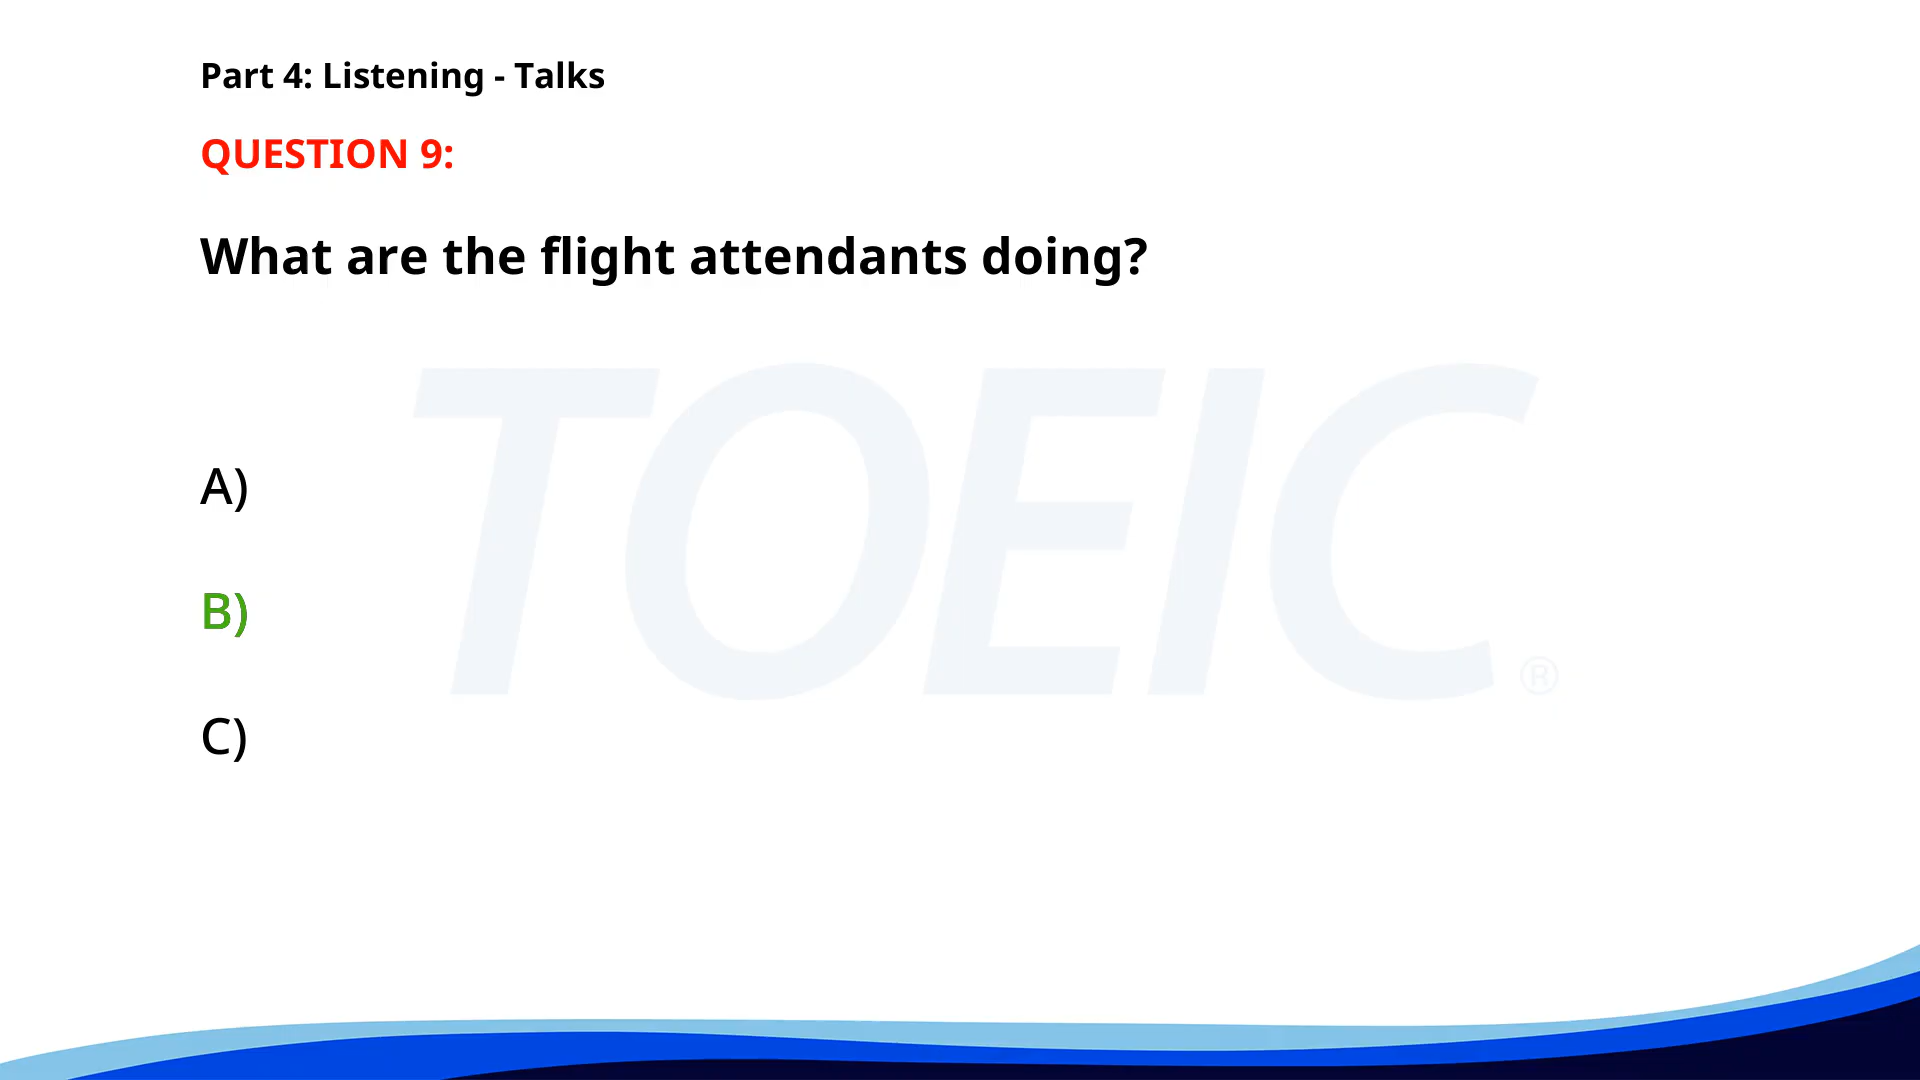 Part 4: Listening - Talks
QUESTION 9:
What are the flight attendants doing?
TOEIC®
A)
B)
C)